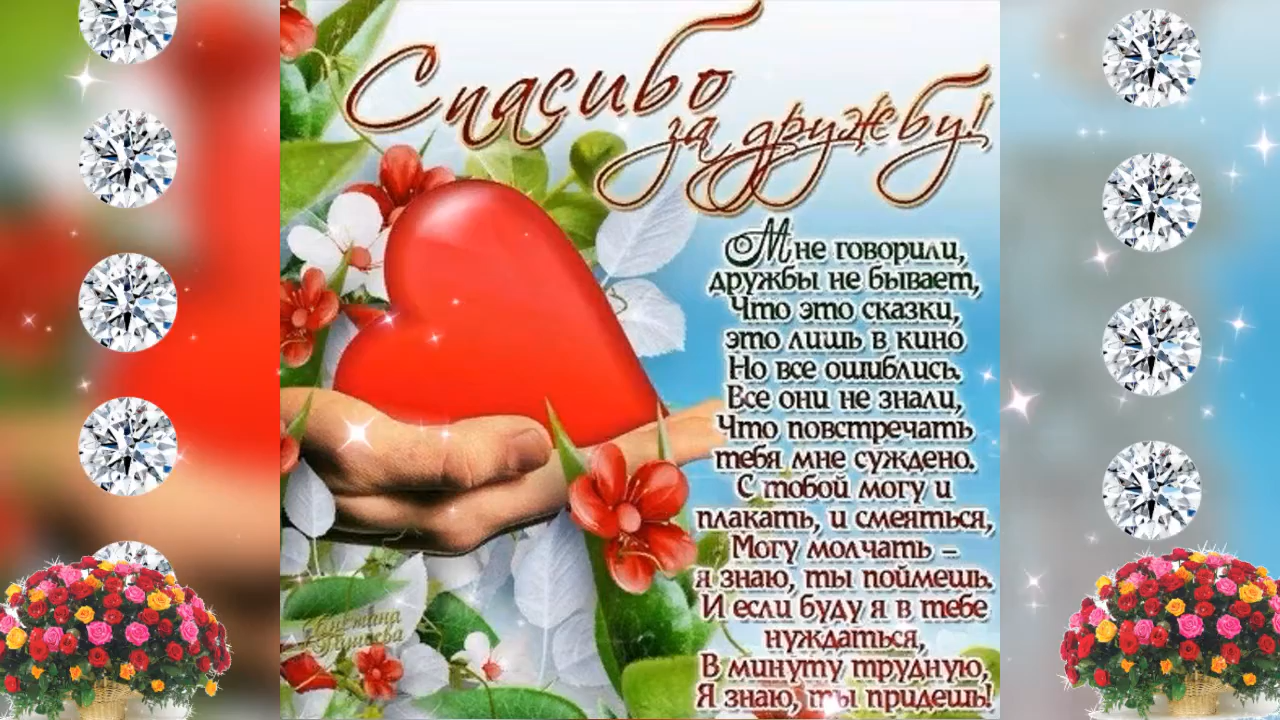 Спасибо
за дружбу!
Мне говорили,
дружбы не бывает,
Что это сказки,
это лишь в кино
Но все ошиблись.
Все они не знали,
Что повстречать
тебя мне суждено.
С тобой могу и
плакать, и смеяться,
Могу молчать –
я знаю, ты поймешь.
И если буду я в тебе
нуждаться,
В минуту трудную,
Я знаю, ты придешь!